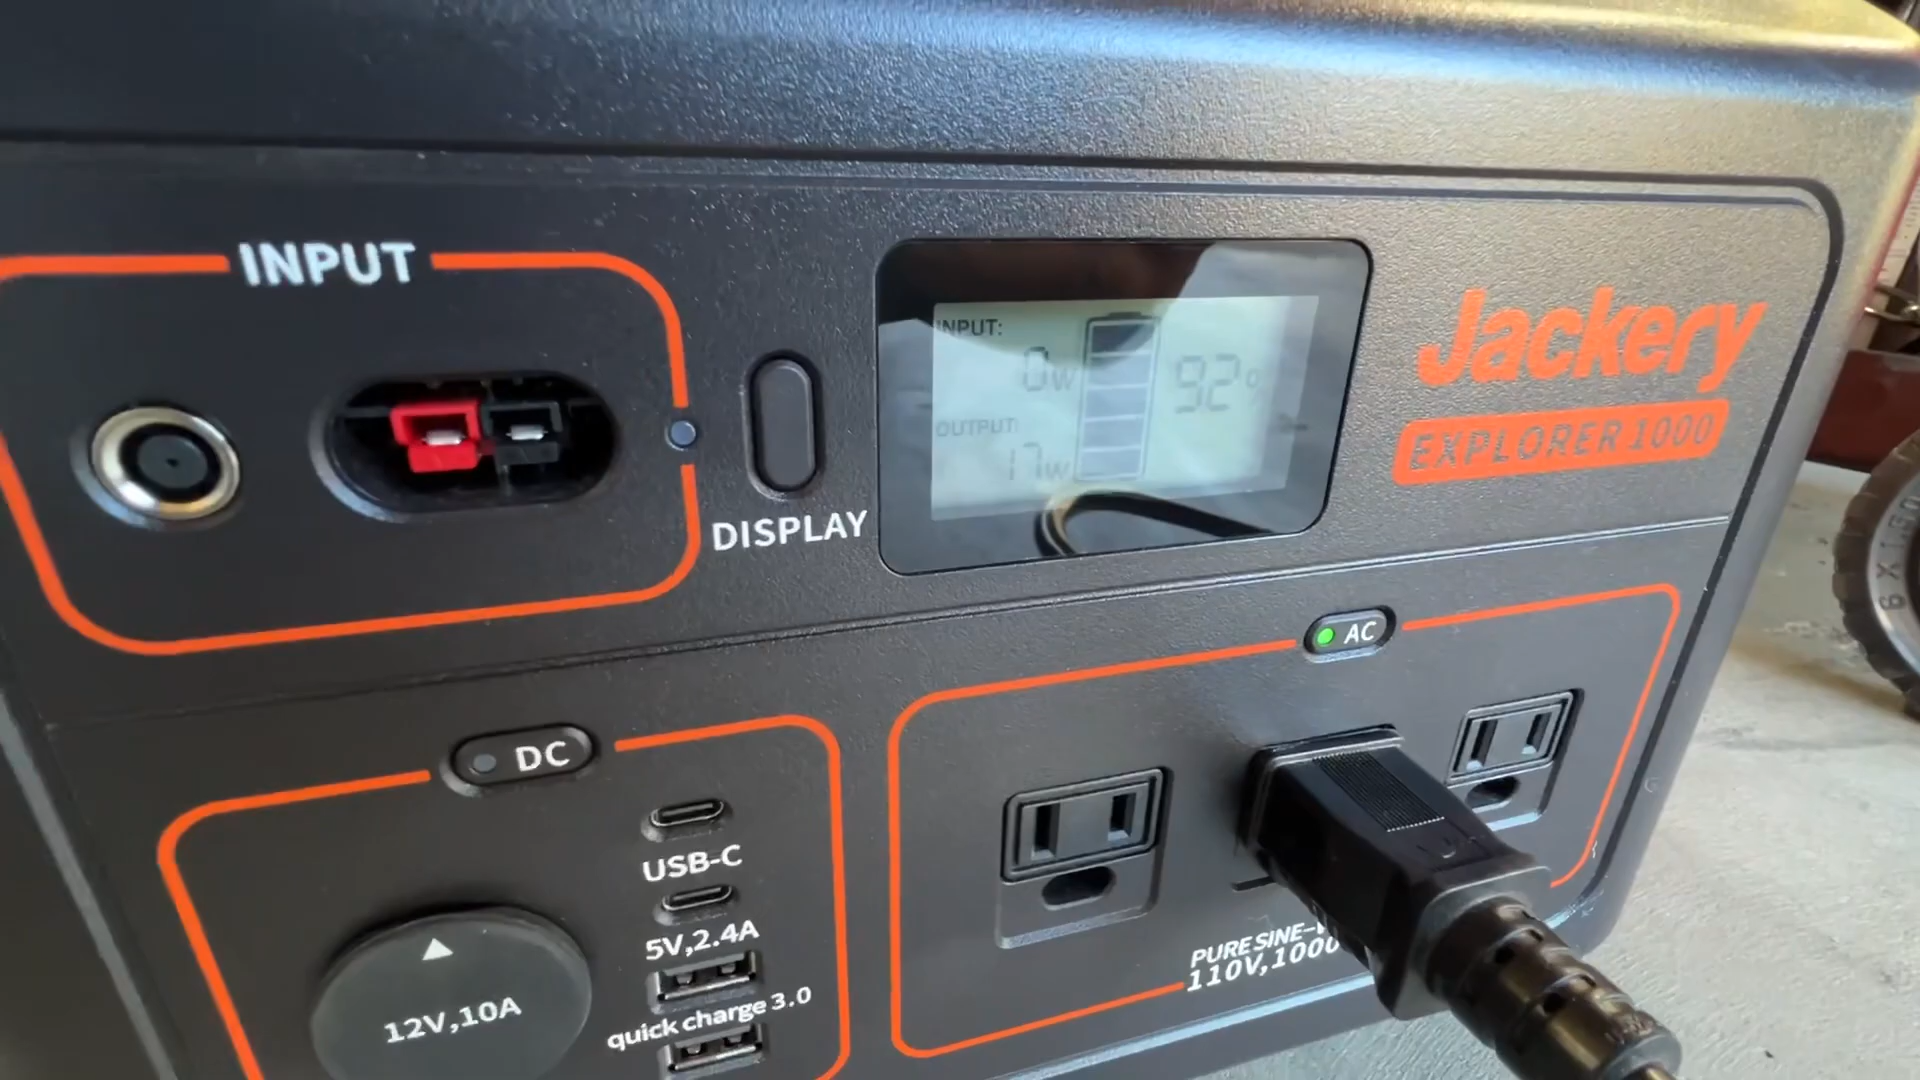 INPUT
DISPLAY
INPUT:
0W
92%
OUTPUT:
17W
Jackery
EXPLORER 1000
AC
DC
USB-C
5V,2.4A
quick charge 3.0
12V,10A
PURE SINE-
110V,1000